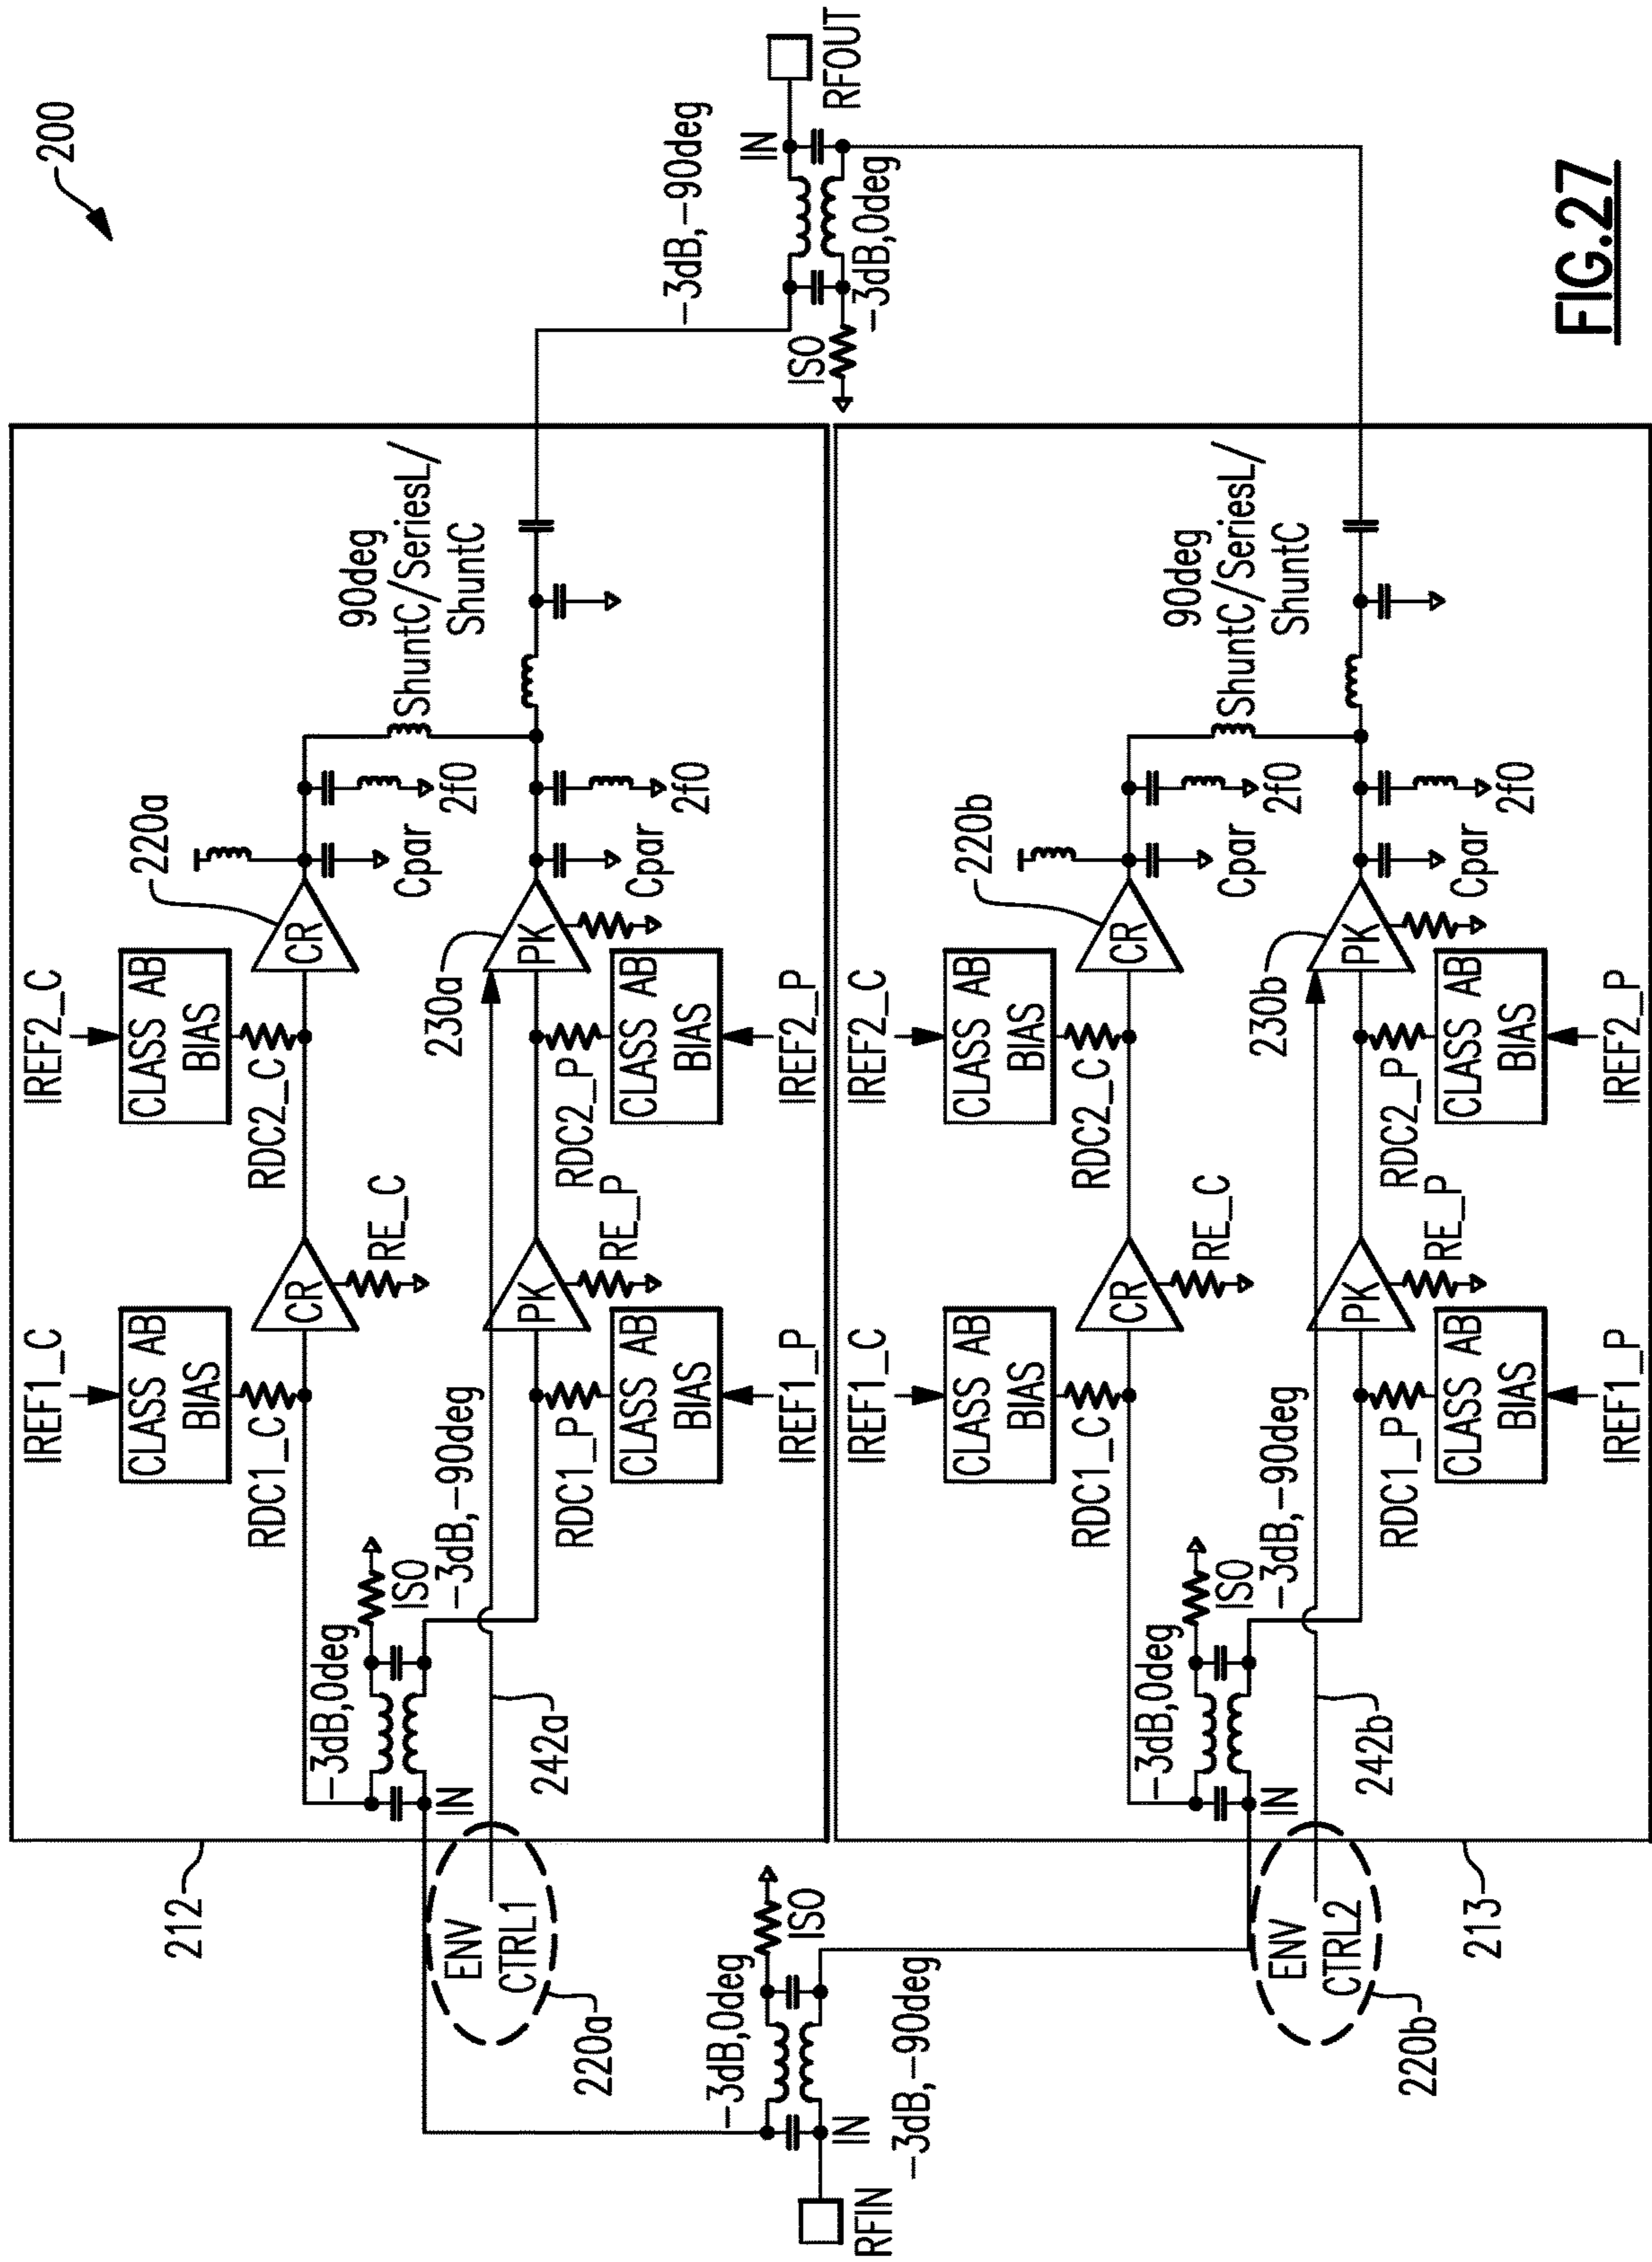 200
212
IREF1_C
CLASS AB
BIAS
RDC1_C
IREF2_C
CLASS AB
BIAS
RDC2_C
CR
RE_C
CR
220a
Cpar
2f0
90deg
ShuntC/SeriesL/
ShuntC
-3dB,0deg
ISO
-3dB,-90deg
IN
242a
ENV
CTRL1
220a
RDC1_P
CLASS AB
BIAS
IREF1_P
PK
RE_P
RDC2_P
CLASS AB
BIAS
IREF2_P
230a
PK
Cpar
2f0
RFIN
IN
-3dB,0deg
ISO
-3dB,-90deg
-3dB,-90deg
IN
RFOUT
ISO
-3dB,0deg
IREF1_C
CLASS AB
BIAS
RDC1_C
IREF2_C
CLASS AB
BIAS
RDC2_C
CR
RE_C
CR
220b
Cpar
2f0
90deg
ShuntC/SeriesL/
ShuntC
-3dB,0deg
ISO
-3dB,-90deg
IN
242b
ENV
CTRL2
220b
213
RDC1_P
CLASS AB
BIAS
IREF1_P
PK
RE_P
RDC2_P
CLASS AB
BIAS
IREF2_P
230b
PK
Cpar
2f0
FIG.27